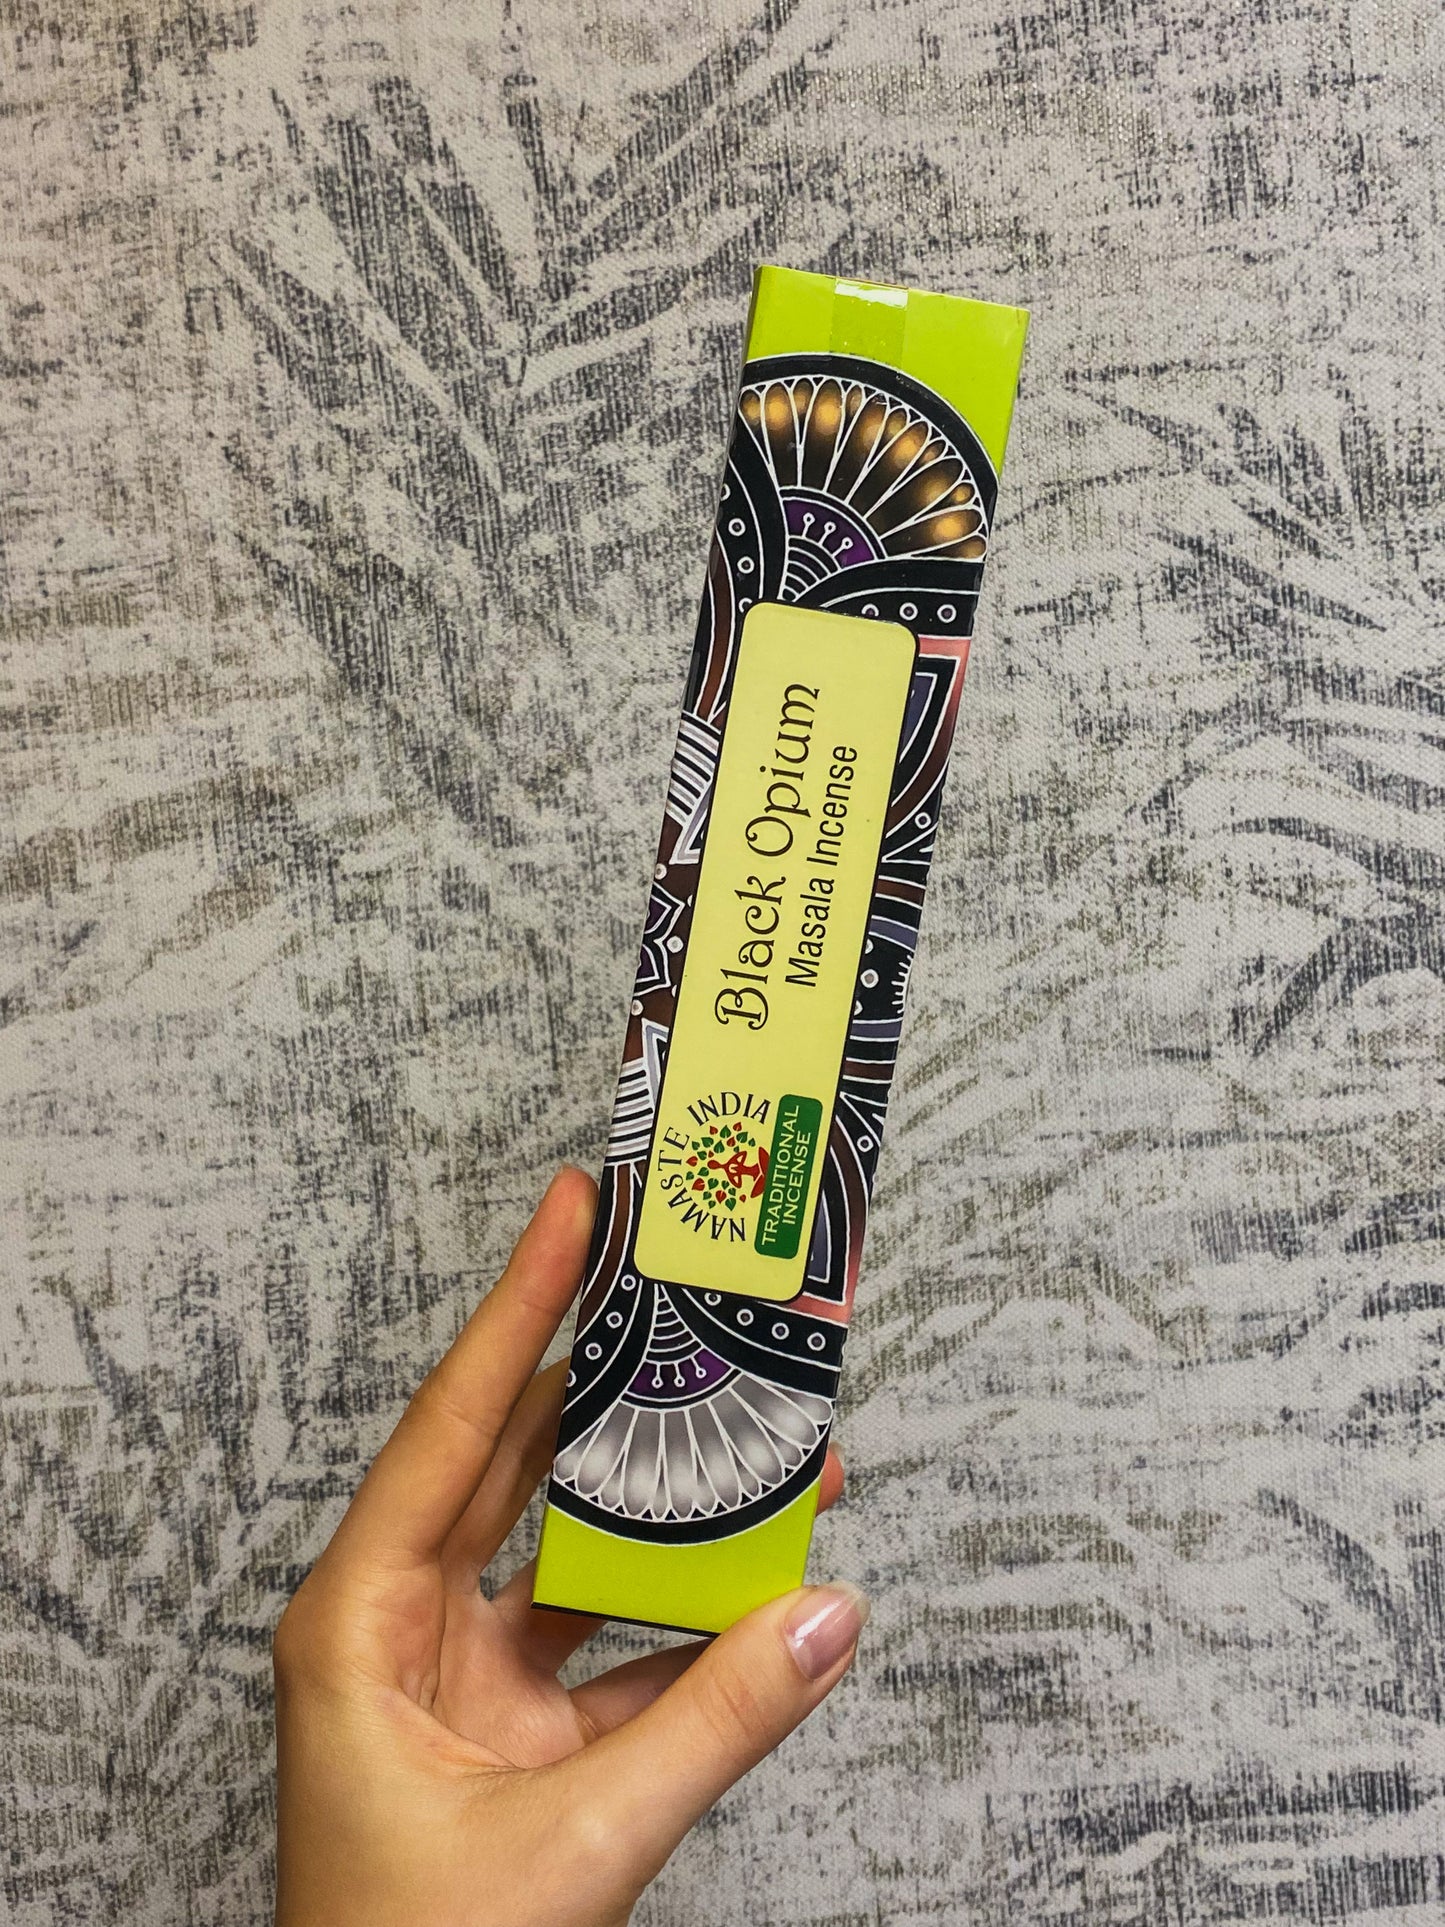 Black Opium
Masala Incense
NAMASTE INDIA
TRADITIONAL
INCENSE